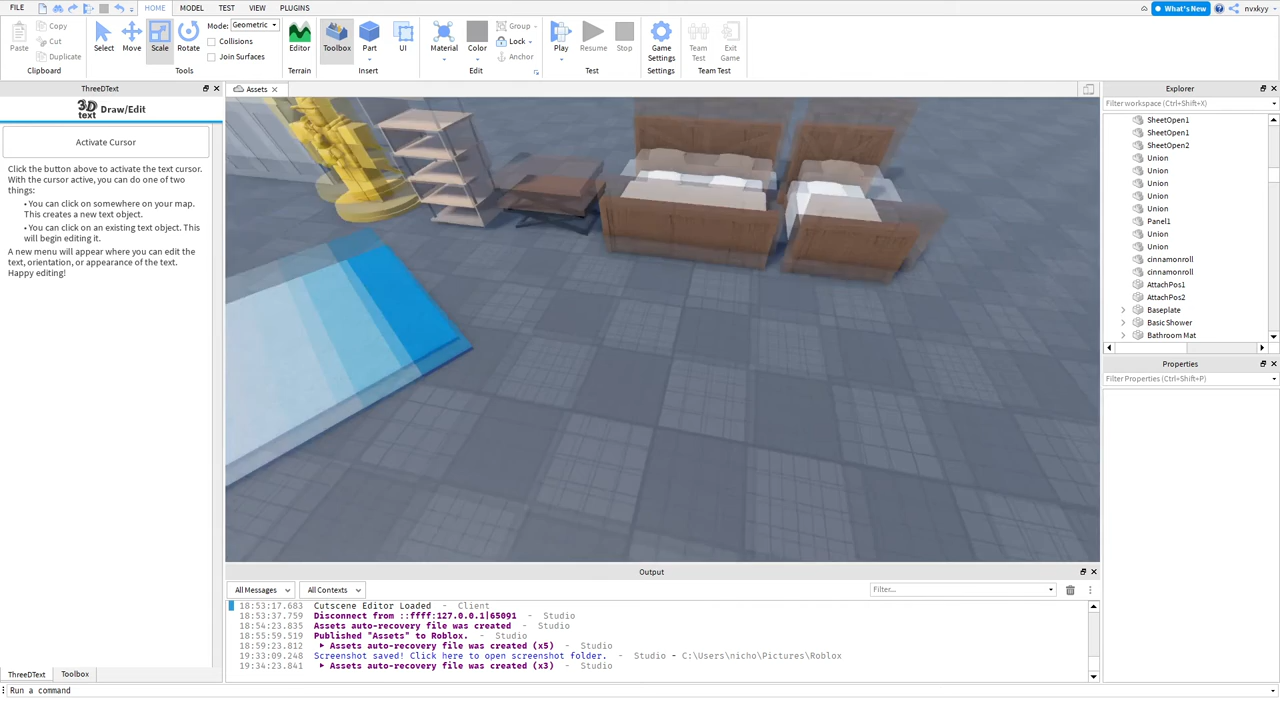 FILE HOME MODEL TEST VIEW PLUGINS What's New nvxkyy
Paste Copy Cut Duplicate Select Move Scale Rotate Mode: Geometric Collisions Join Surfaces Editor Toolbox Part UI Material Color Group Lock Anchor Play Resume Stop Game Settings Team Test Exit Game
Clipboard Tools Terrain Insert Edit Test Settings Team Test
ThreeDText
3D text Draw/Edit
Activate Cursor
Click the button above to activate the text cursor.
With the cursor active, you can do one of two
things:
• You can click on somewhere on your map.
This creates a new text object.
• You can click on an existing text object. This
will begin editing it.
A new menu will appear where you can edit the
text, orientation, or appearance of the text.
Happy editing!
ThreeDText Toolbox
Assets
Explorer
Filter workspace (Ctrl+Shift+X)
SheetOpen1
SheetOpen1
SheetOpen2
Union
Union
Union
Union
Union
Panel1
Union
Union
cinnamonroll
cinnamonroll
AttachPos1
AttachPos2
Baseplate
Basic Shower
Bathroom Mat
Properties
Filter Properties (Ctrl+Shift+P)
Output
All Messages All Contexts Filter...
18:53:17.683 Cutscene Editor Loaded - Client
18:53:37.759 Disconnect from ::ffff:127.0.0.1|65091 - Studio
18:54:23.835 Assets auto-recovery file was created - Studio
18:55:59.519 Published "Assets" to Roblox. - Studio
18:59:23.812 Assets auto-recovery file was created (x5) - Studio
19:33:09.248 Screenshot saved! Click here to open screenshot folder. - Studio - C:\Users\nicho\Pictures\Roblox
19:34:23.841 Assets auto-recovery file was created (x3) - Studio
Run a command